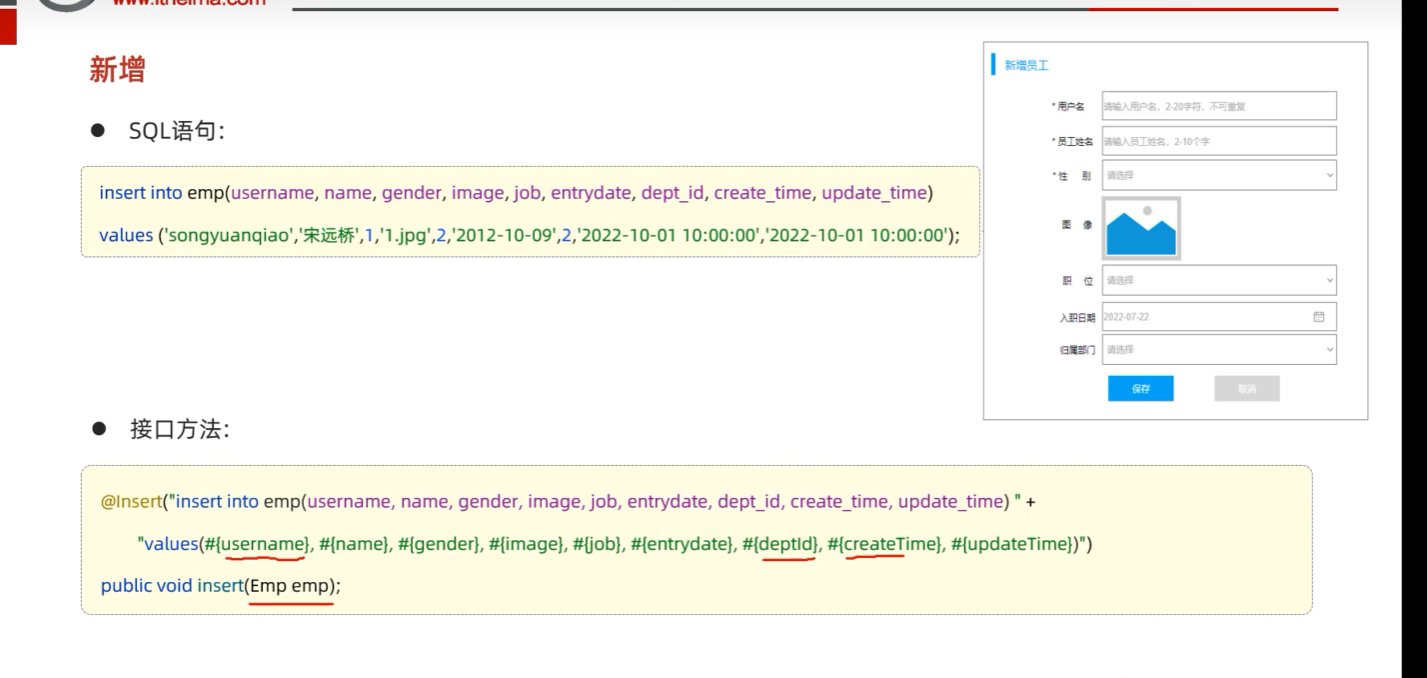 www.itheima.com
新增
● SQL语句:
insert into emp(username, name, gender, image, job, entrydate, dept_id, create_time, update_time)
values ('songyuanqiao','宋远桥',1,'1.jpg',2,'2012-10-09',2,'2022-10-01 10:00:00','2022-10-01 10:00:00');
新增员工
* 用户名 请输入用户名，2-20字符，不可重复
* 员工姓名 请输入员工姓名，2-10个字
* 性 别 请选择
图 像
职 位 请选择
入职日期 2022-07-22
归属部门 请选择
保存 取消
● 接口方法:
@Insert("insert into emp(username, name, gender, image, job, entrydate, dept_id, create_time, update_time) " +
"values(#{username}, #{name}, #{gender}, #{image}, #{job}, #{entrydate}, #{deptId}, #{createTime}, #{updateTime})")
public void insert(Emp emp);